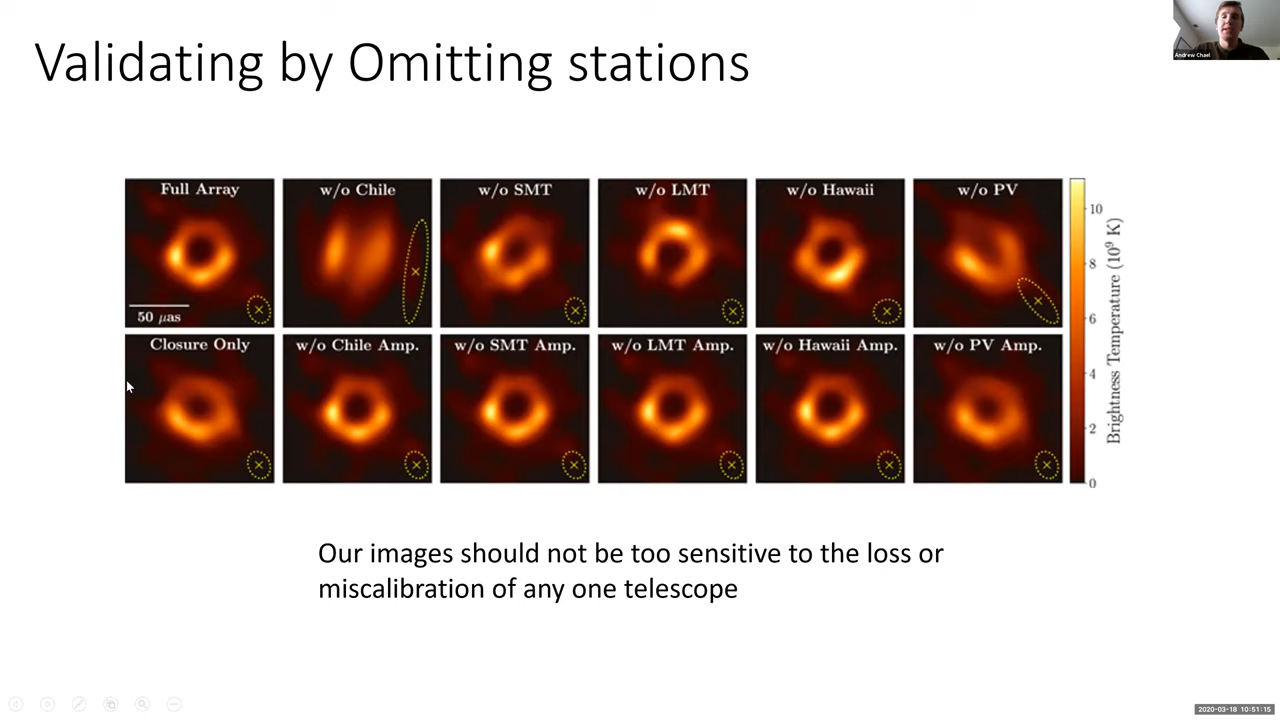 Validating by Omitting stations
Andrew Chael
Full Array
w/o Chile
w/o SMT
w/o LMT
w/o Hawaii
w/o PV
50 μas
Closure Only
w/o Chile Amp.
w/o SMT Amp.
w/o LMT Amp.
w/o Hawaii Amp.
w/o PV Amp.
10
8
6
4
2
0
Brightness Temperature (10⁹ K)
Our images should not be too sensitive to the loss or
miscalibration of any one telescope
2020-03-18 10:51:15